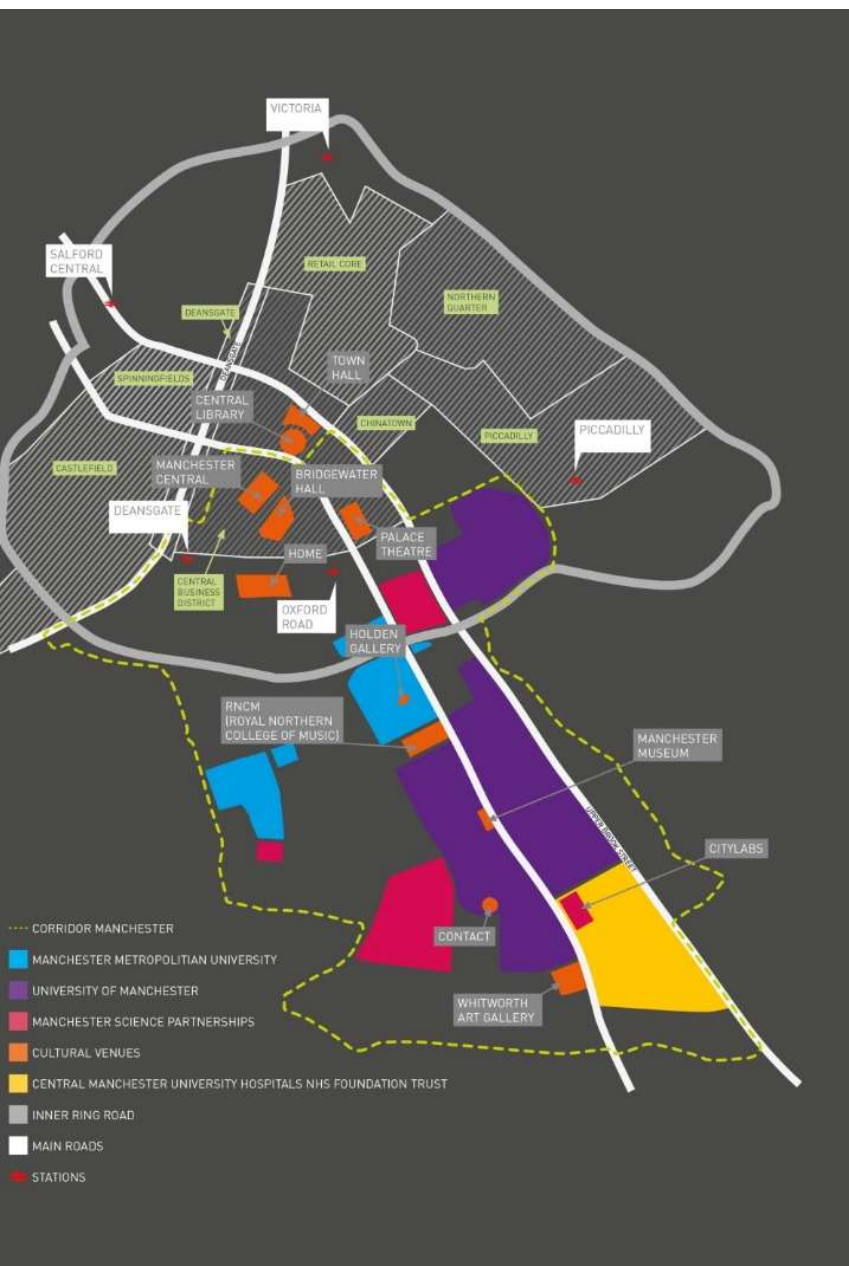 VICTORIA
SALFORD
CENTRAL
RETAIL CORE
NORTHERN
QUARTER
DEANSGATE
DEANSGATE
TOWN
HALL
SPINNINGFIELDS
CENTRAL
LIBRARY
CHINATOWN
PICCADILLY
PICCADILLY
CASTLEFIELD
MANCHESTER
CENTRAL
BRIDGEWATER
HALL
DEANSGATE
PALACE
THEATRE
HOME
CENTRAL
BUSINESS
DISTRICT
OXFORD
ROAD
HOLDEN
GALLERY
RNCM
(ROYAL NORTHERN
COLLEGE OF MUSIC)
MANCHESTER
MUSEUM
UPPER BROOK STREET
CITYLABS
CONTACT
WHITWORTH
ART GALLERY
CORRIDOR MANCHESTER
MANCHESTER METROPOLITIAN UNIVERSITY
UNIVERSITY OF MANCHESTER
MANCHESTER SCIENCE PARTNERSHIPS
CULTURAL VENUES
CENTRAL MANCHESTER UNIVERSITY HOSPITALS NHS FOUNDATION TRUST
INNER RING ROAD
MAIN ROADS
STATIONS